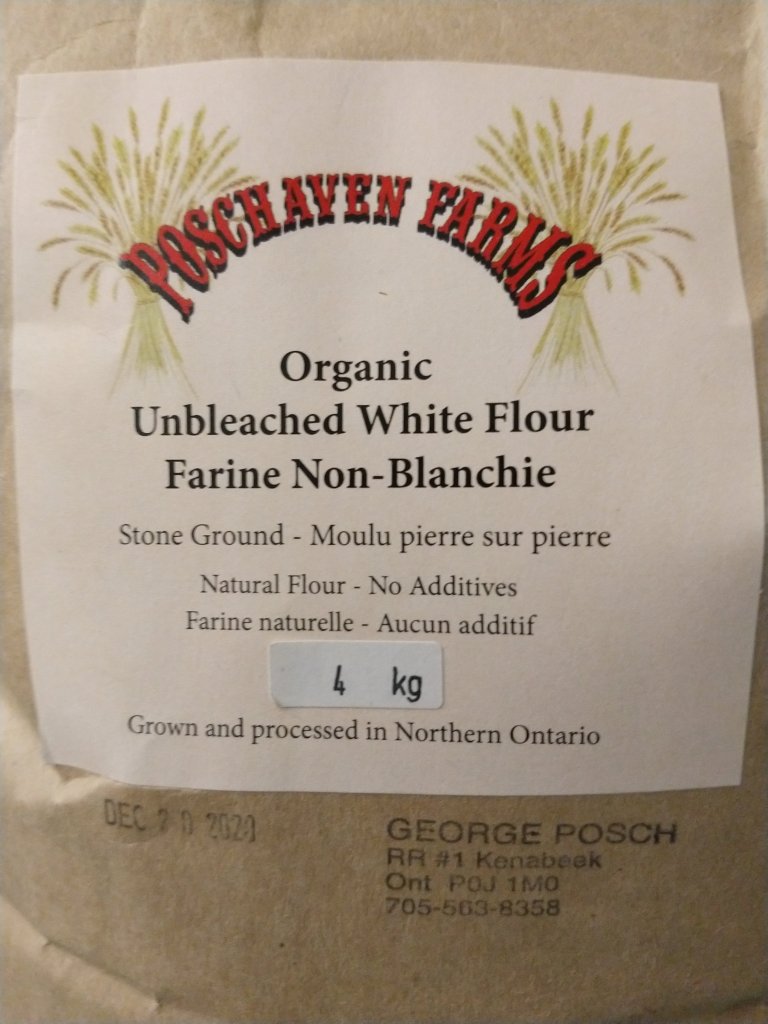 POSCHAVEN FARMS
Organic
Unbleached White Flour
Farine Non-Blanchie
Stone Ground - Moulu pierre sur pierre
Natural Flour - No Additives
Farine naturelle - Aucun additif
4 kg
Grown and processed in Northern Ontario
DEC 20 2020
GEORGE POSCH
RR #1 Kenabeek
Ont P0J 1M0
705-563-8358